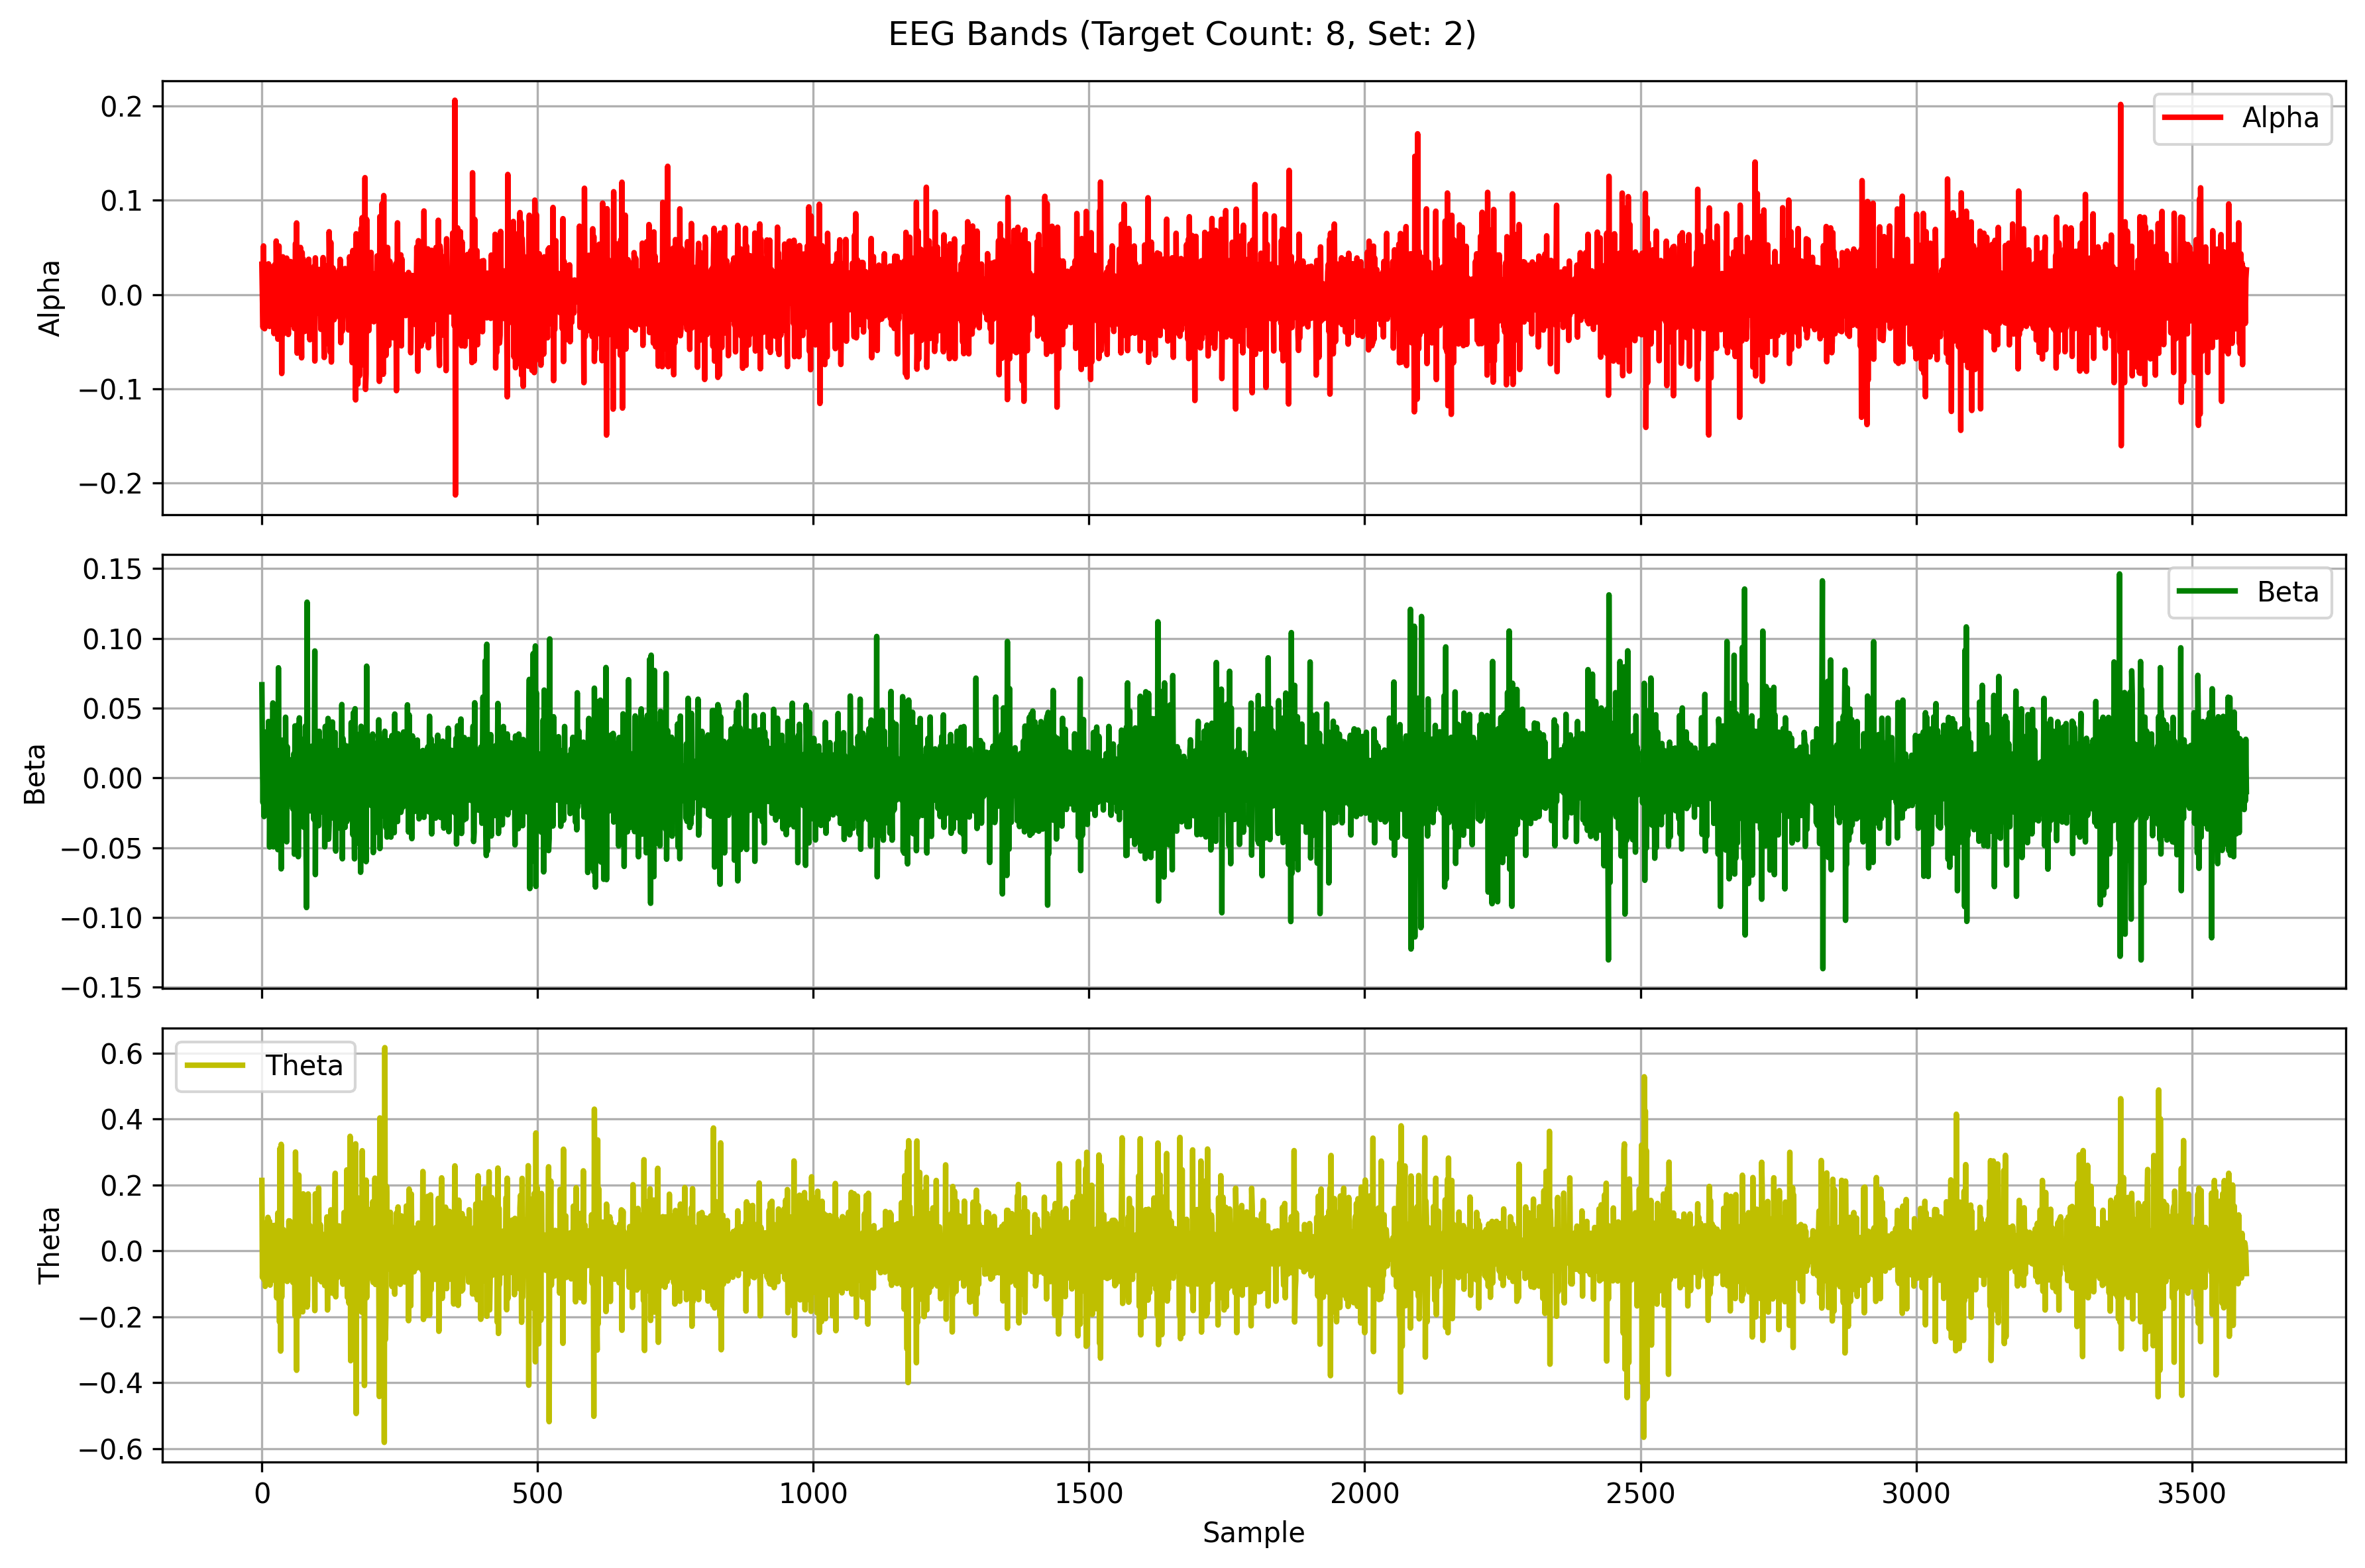 EEG Bands (Target Count: 8, Set: 2)
Alpha
0.2
0.1
0.0
−0.1
−0.2
Alpha
Beta
0.15
0.10
0.05
0.00
−0.05
−0.10
−0.15
Beta
Theta
0.6
0.4
0.2
0.0
−0.2
−0.4
−0.6
Theta
0 500 1000 1500 2000 2500 3000 3500
Sample